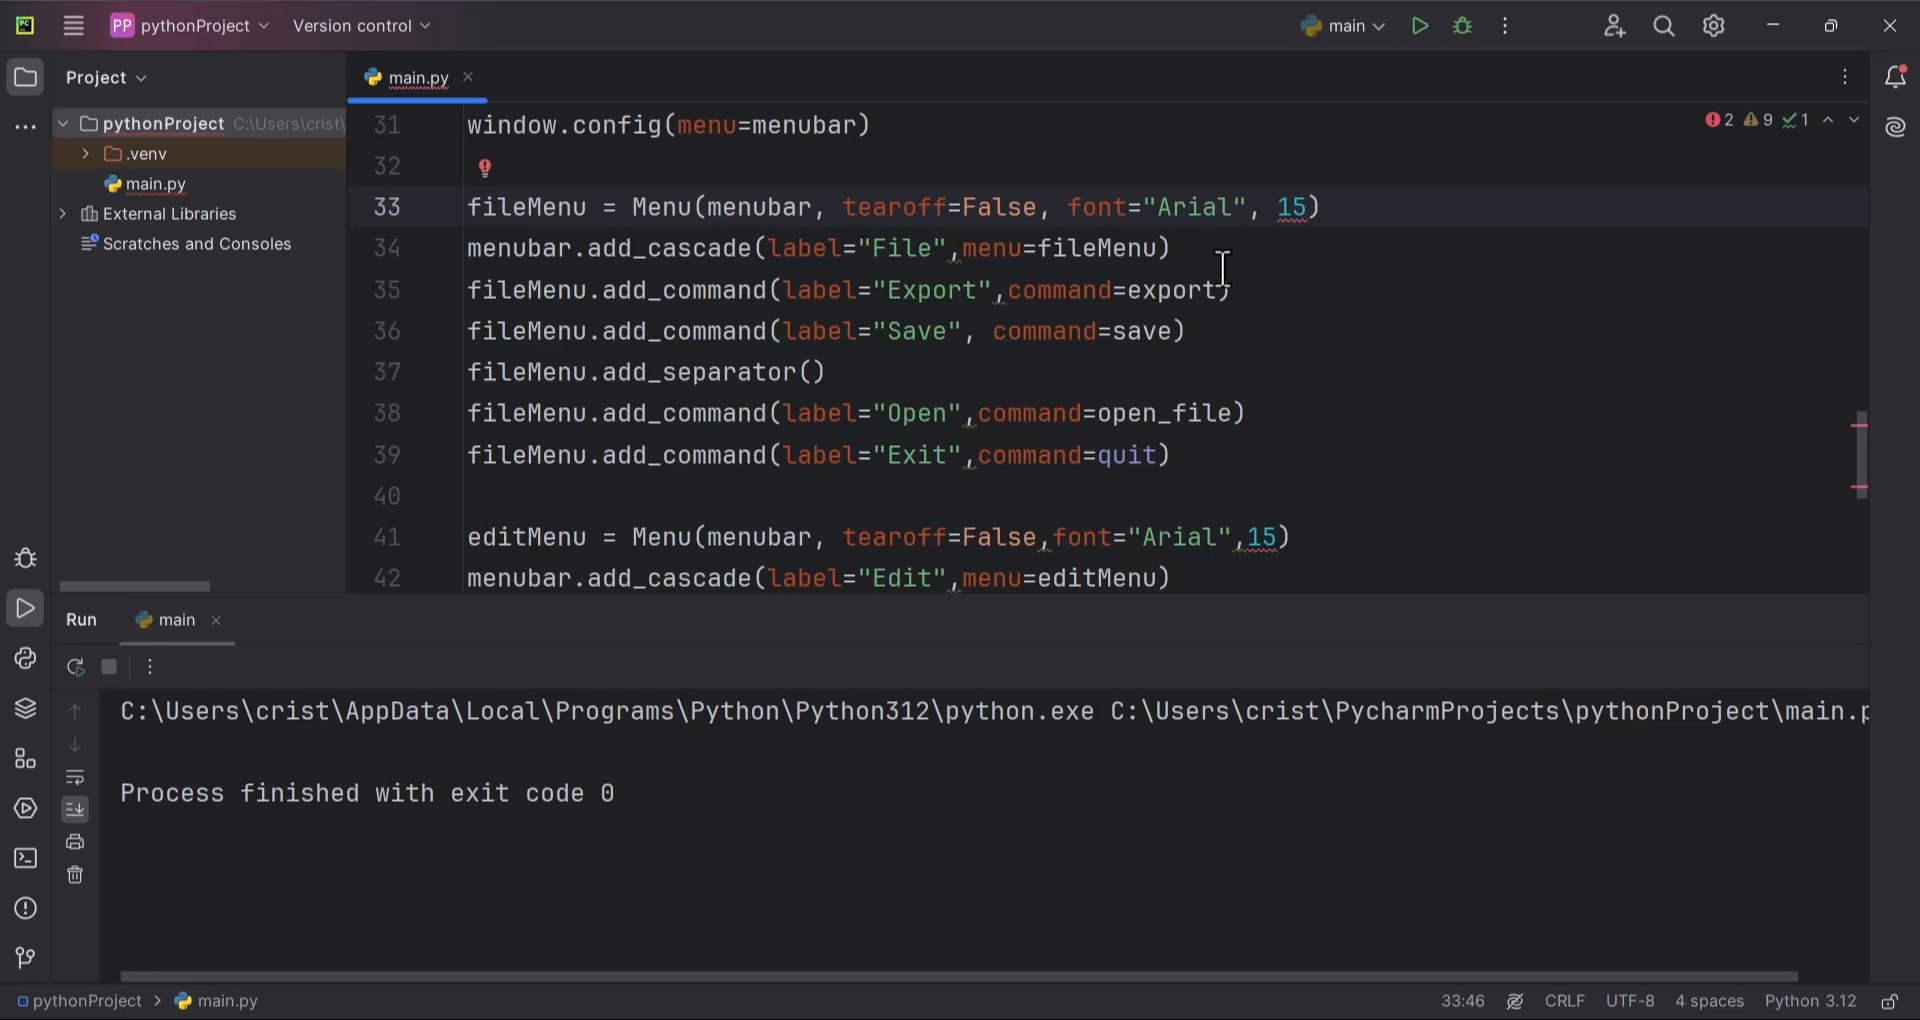 PC PP pythonProject Version control main
Project
main.py
pythonProject C:\Users\crist\
.venv
main.py
External Libraries
Scratches and Consoles
2 9 1
31 window.config(menu=menubar)
32
33 fileMenu = Menu(menubar, tearoff=False, font="Arial", 15)
34 menubar.add_cascade(label="File",menu=fileMenu)
35 fileMenu.add_command(label="Export",command=export)
36 fileMenu.add_command(label="Save", command=save)
37 fileMenu.add_separator()
38 fileMenu.add_command(label="Open",command=open_file)
39 fileMenu.add_command(label="Exit",command=quit)
40
41 editMenu = Menu(menubar, tearoff=False,font="Arial",15)
42 menubar.add_cascade(label="Edit",menu=editMenu)
Run main
C:\Users\crist\AppData\Local\Programs\Python\Python312\python.exe C:\Users\crist\PycharmProjects\pythonProject\main.p
Process finished with exit code 0
pythonProject > main.py 33:46 CRLF UTF-8 4 spaces Python 3.12